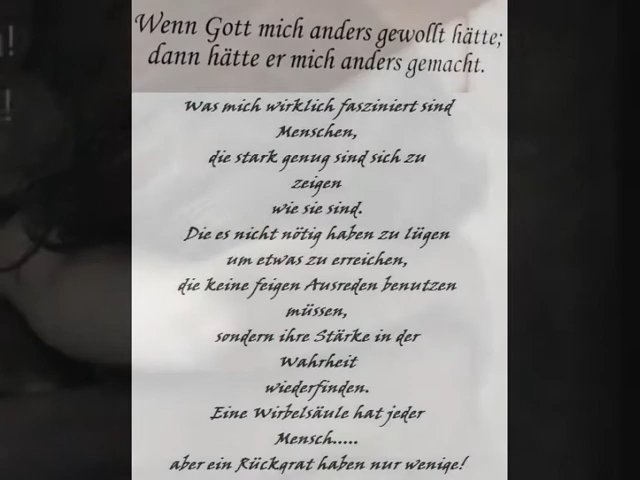 Wenn Gott mich anders gewollt hätte;
dann hätte er mich anders gemacht.
Was mich wirklich fasziniert sind
Menschen,
die stark genug sind sich zu
zeigen
wie sie sind.
Die es nicht nötig haben zu lügen
um etwas zu erreichen,
die keine feigen Ausreden benutzen
müssen,
sondern ihre Stärke in der
Wahrheit
wiederfinden.
Eine Wirbelsäule hat jeder
Mensch.....
aber ein Rückgrat haben nur wenige!